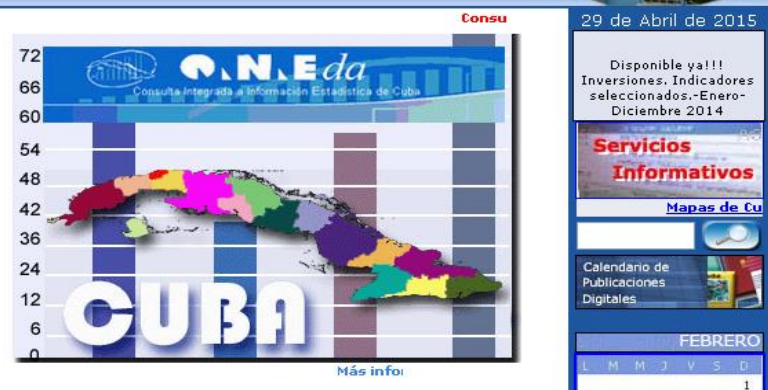 Consu
72
66
60
54
48
42
36
24
12
6
0
O.N.Eda
Consulta Integrada a Información Estadística de Cuba
CUBA
Más infor
29 de Abril de 2015
Disponible ya!!!
Inversiones. Indicadores
seleccionados.-Enero-
Diciembre 2014
Servicios
Informativos
Mapas de Cu
Calendario de
Publicaciones
Digitales
FEBRERO
L M M J V S D
1